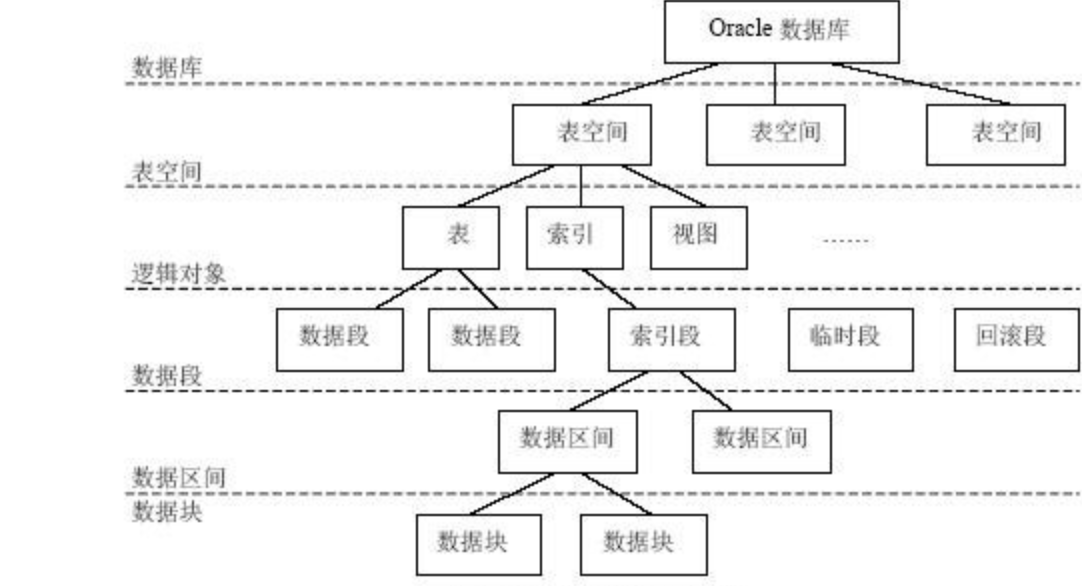 Oracle 数据库
数据库
表空间 表空间 表空间
表空间
表 索引 视图 ......
逻辑对象
数据段 数据段 索引段 临时段 回滚段
数据段
数据区间 数据区间
数据区间
数据块
数据块 数据块